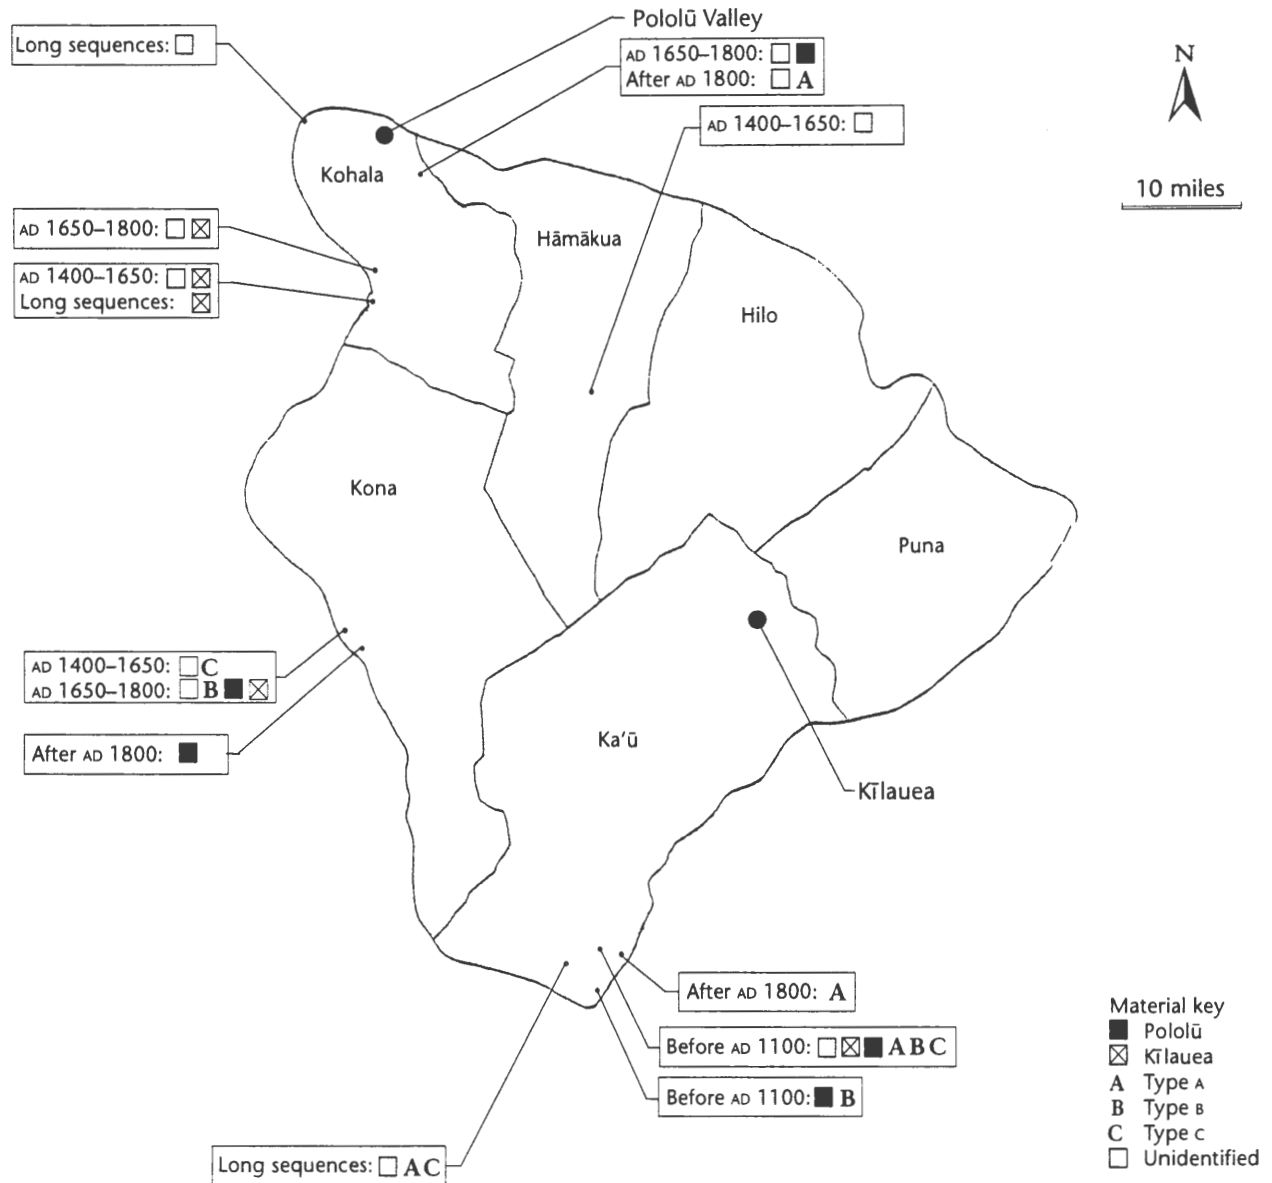 Pololū Valley
Long sequences: □
AD 1650–1800: □ ■
After AD 1800: □ A
N
AD 1400–1650: □
Kohala
10 miles
AD 1650–1800: □ ☒
Hāmākua
AD 1400–1650: □ ☒
Long sequences: ☒
Hilo
Kona
Puna
AD 1400–1650: □ C
AD 1650–1800: □ B ■ ☒
After AD 1800: ■
Kaʻū
Kīlauea
After AD 1800: A
Before AD 1100: □ ☒ ■ A B C
Before AD 1100: ■ B
Long sequences: □ A C
Material key
■ Pololū
☒ Kīlauea
A Type A
B Type B
C Type C
□ Unidentified